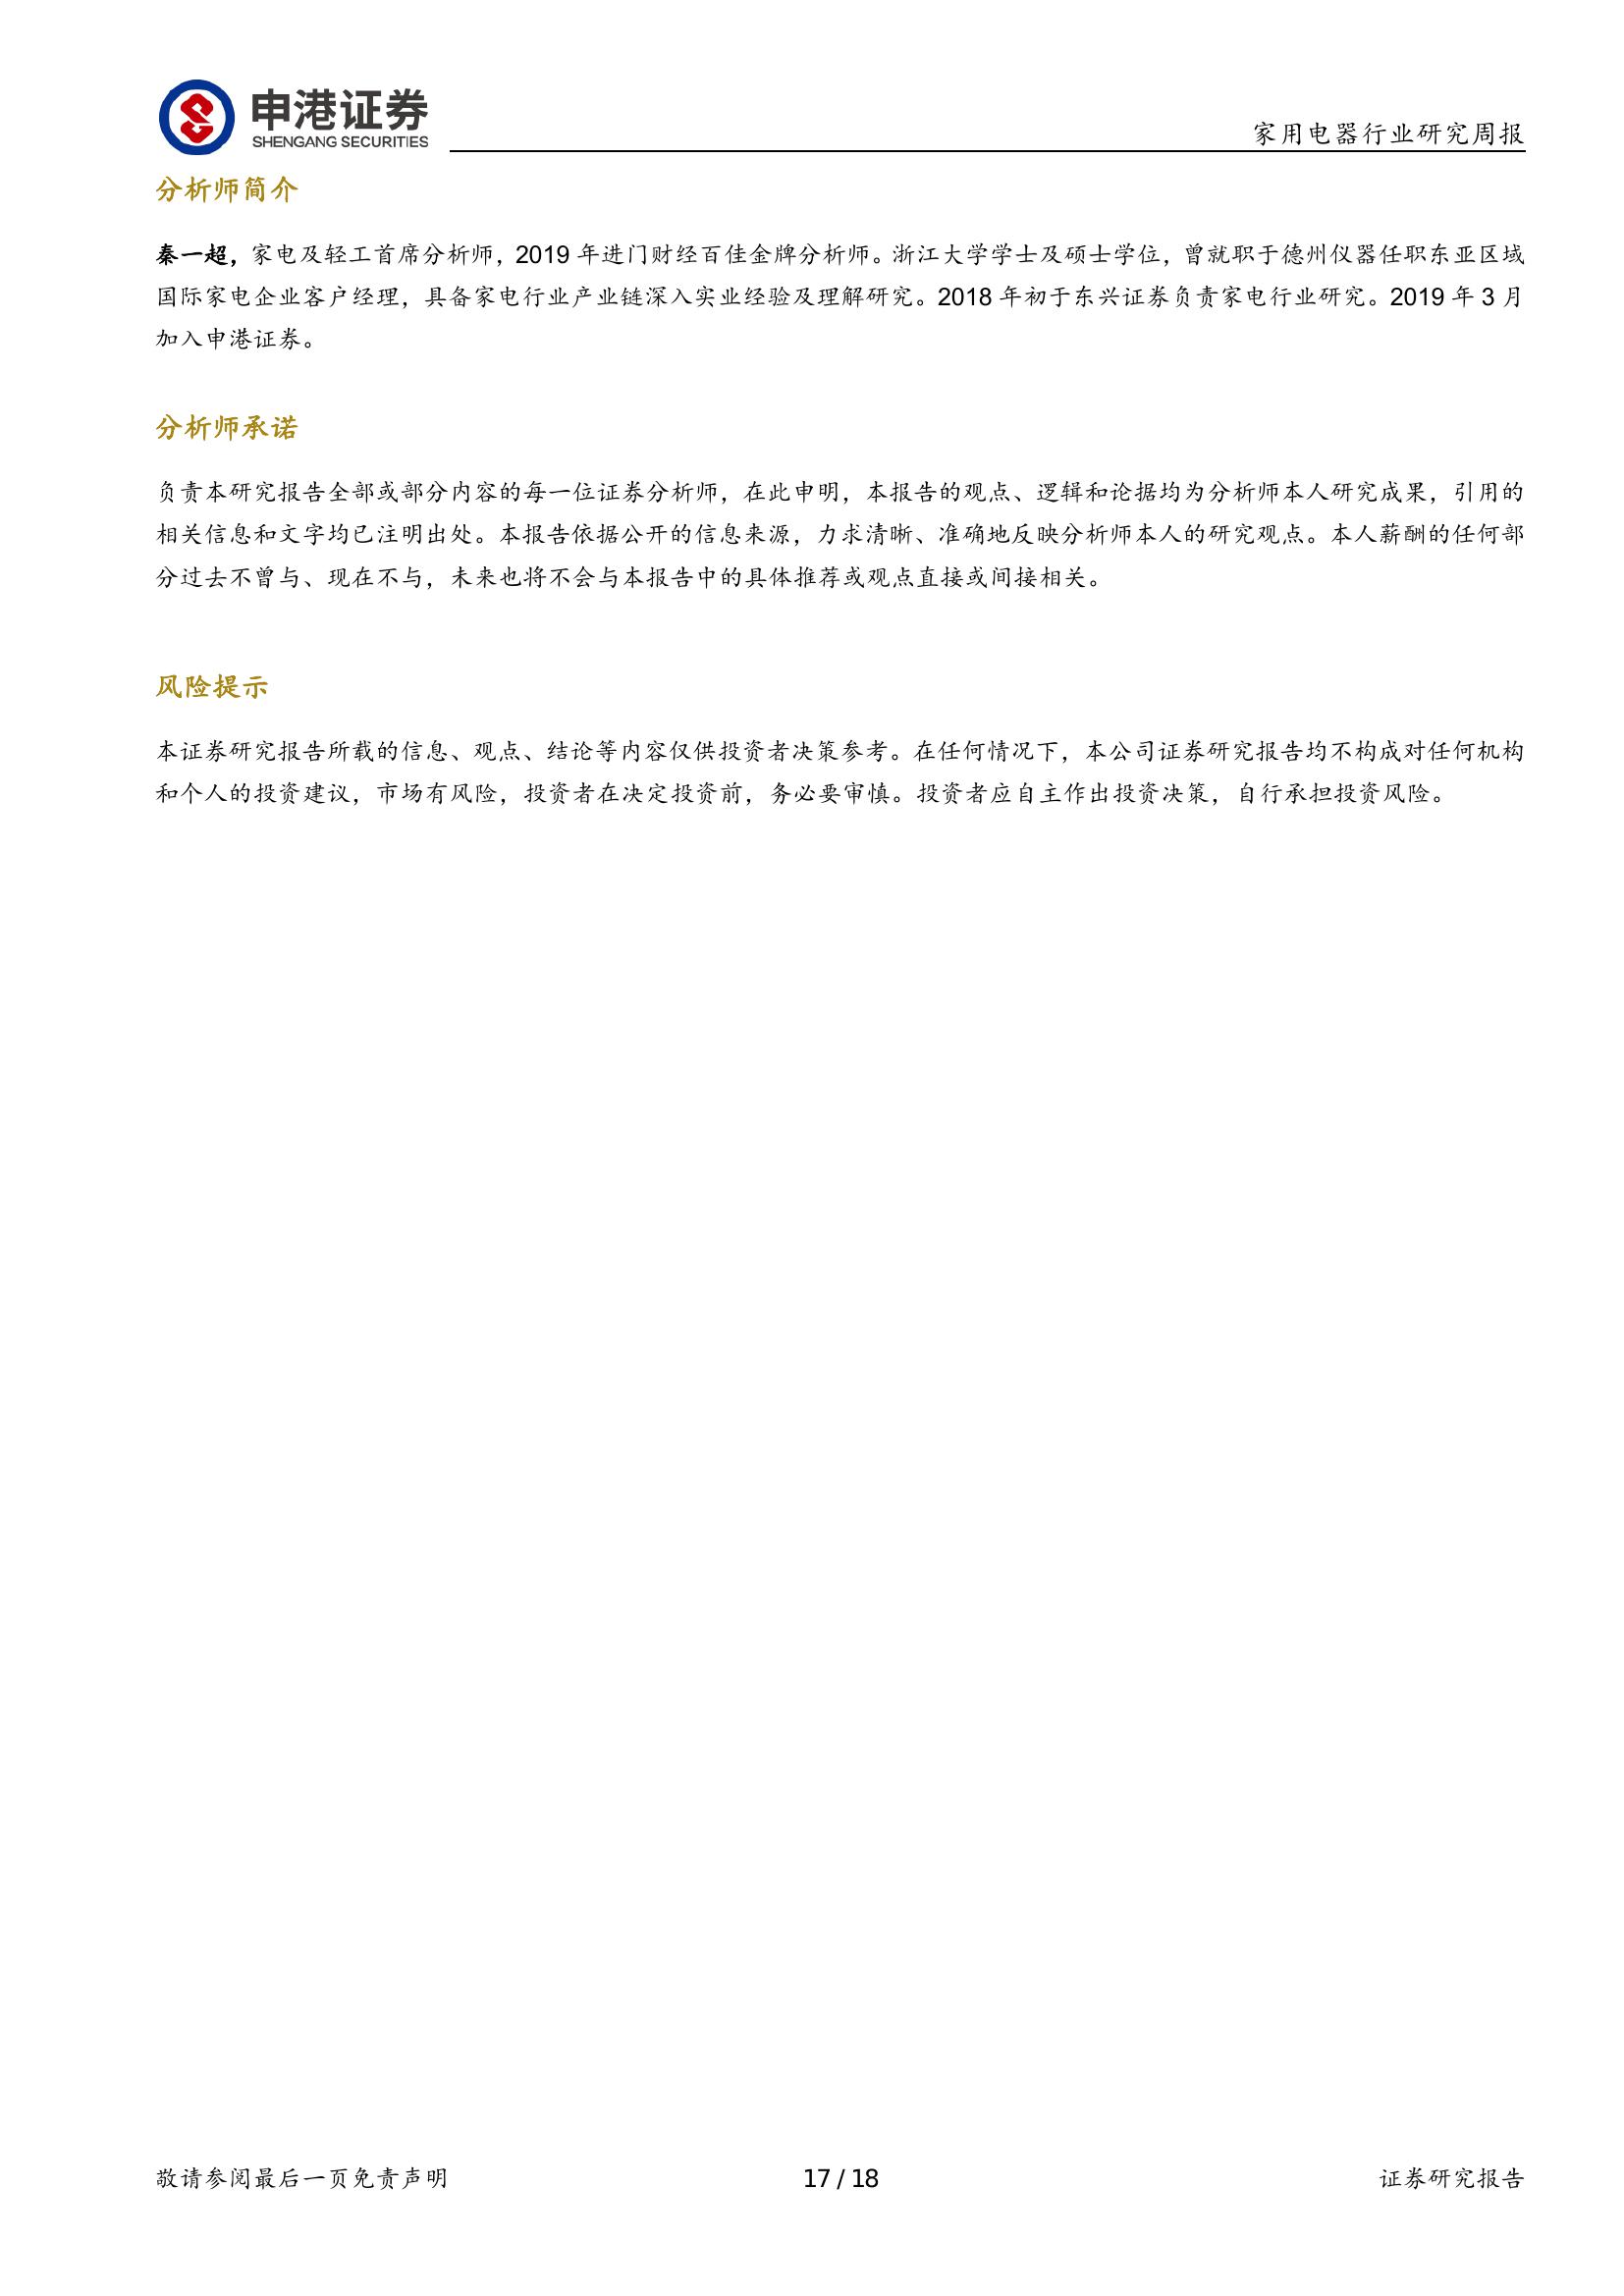 申港证券
SHENGANG SECURITIES
家用电器行业研究周报
分析师简介
秦一超，家电及轻工首席分析师，2019 年进门财经百佳金牌分析师。浙江大学学士及硕士学位，曾就职于德州仪器任职东亚区域
国际家电企业客户经理，具备家电行业产业链深入实业经验及理解研究。2018 年初于东兴证券负责家电行业研究。2019 年 3 月
加入申港证券。
分析师承诺
负责本研究报告全部或部分内容的每一位证券分析师，在此申明，本报告的观点、逻辑和论据均为分析师本人研究成果，引用的
相关信息和文字均已注明出处。本报告依据公开的信息来源，力求清晰、准确地反映分析师本人的研究观点。本人薪酬的任何部
分过去不曾与、现在不与，未来也将不会与本报告中的具体推荐或观点直接或间接相关。
风险提示
本证券研究报告所载的信息、观点、结论等内容仅供投资者决策参考。在任何情况下，本公司证券研究报告均不构成对任何机构
和个人的投资建议，市场有风险，投资者在决定投资前，务必要审慎。投资者应自主作出投资决策，自行承担投资风险。
敬请参阅最后一页免责声明
17 / 18
证券研究报告